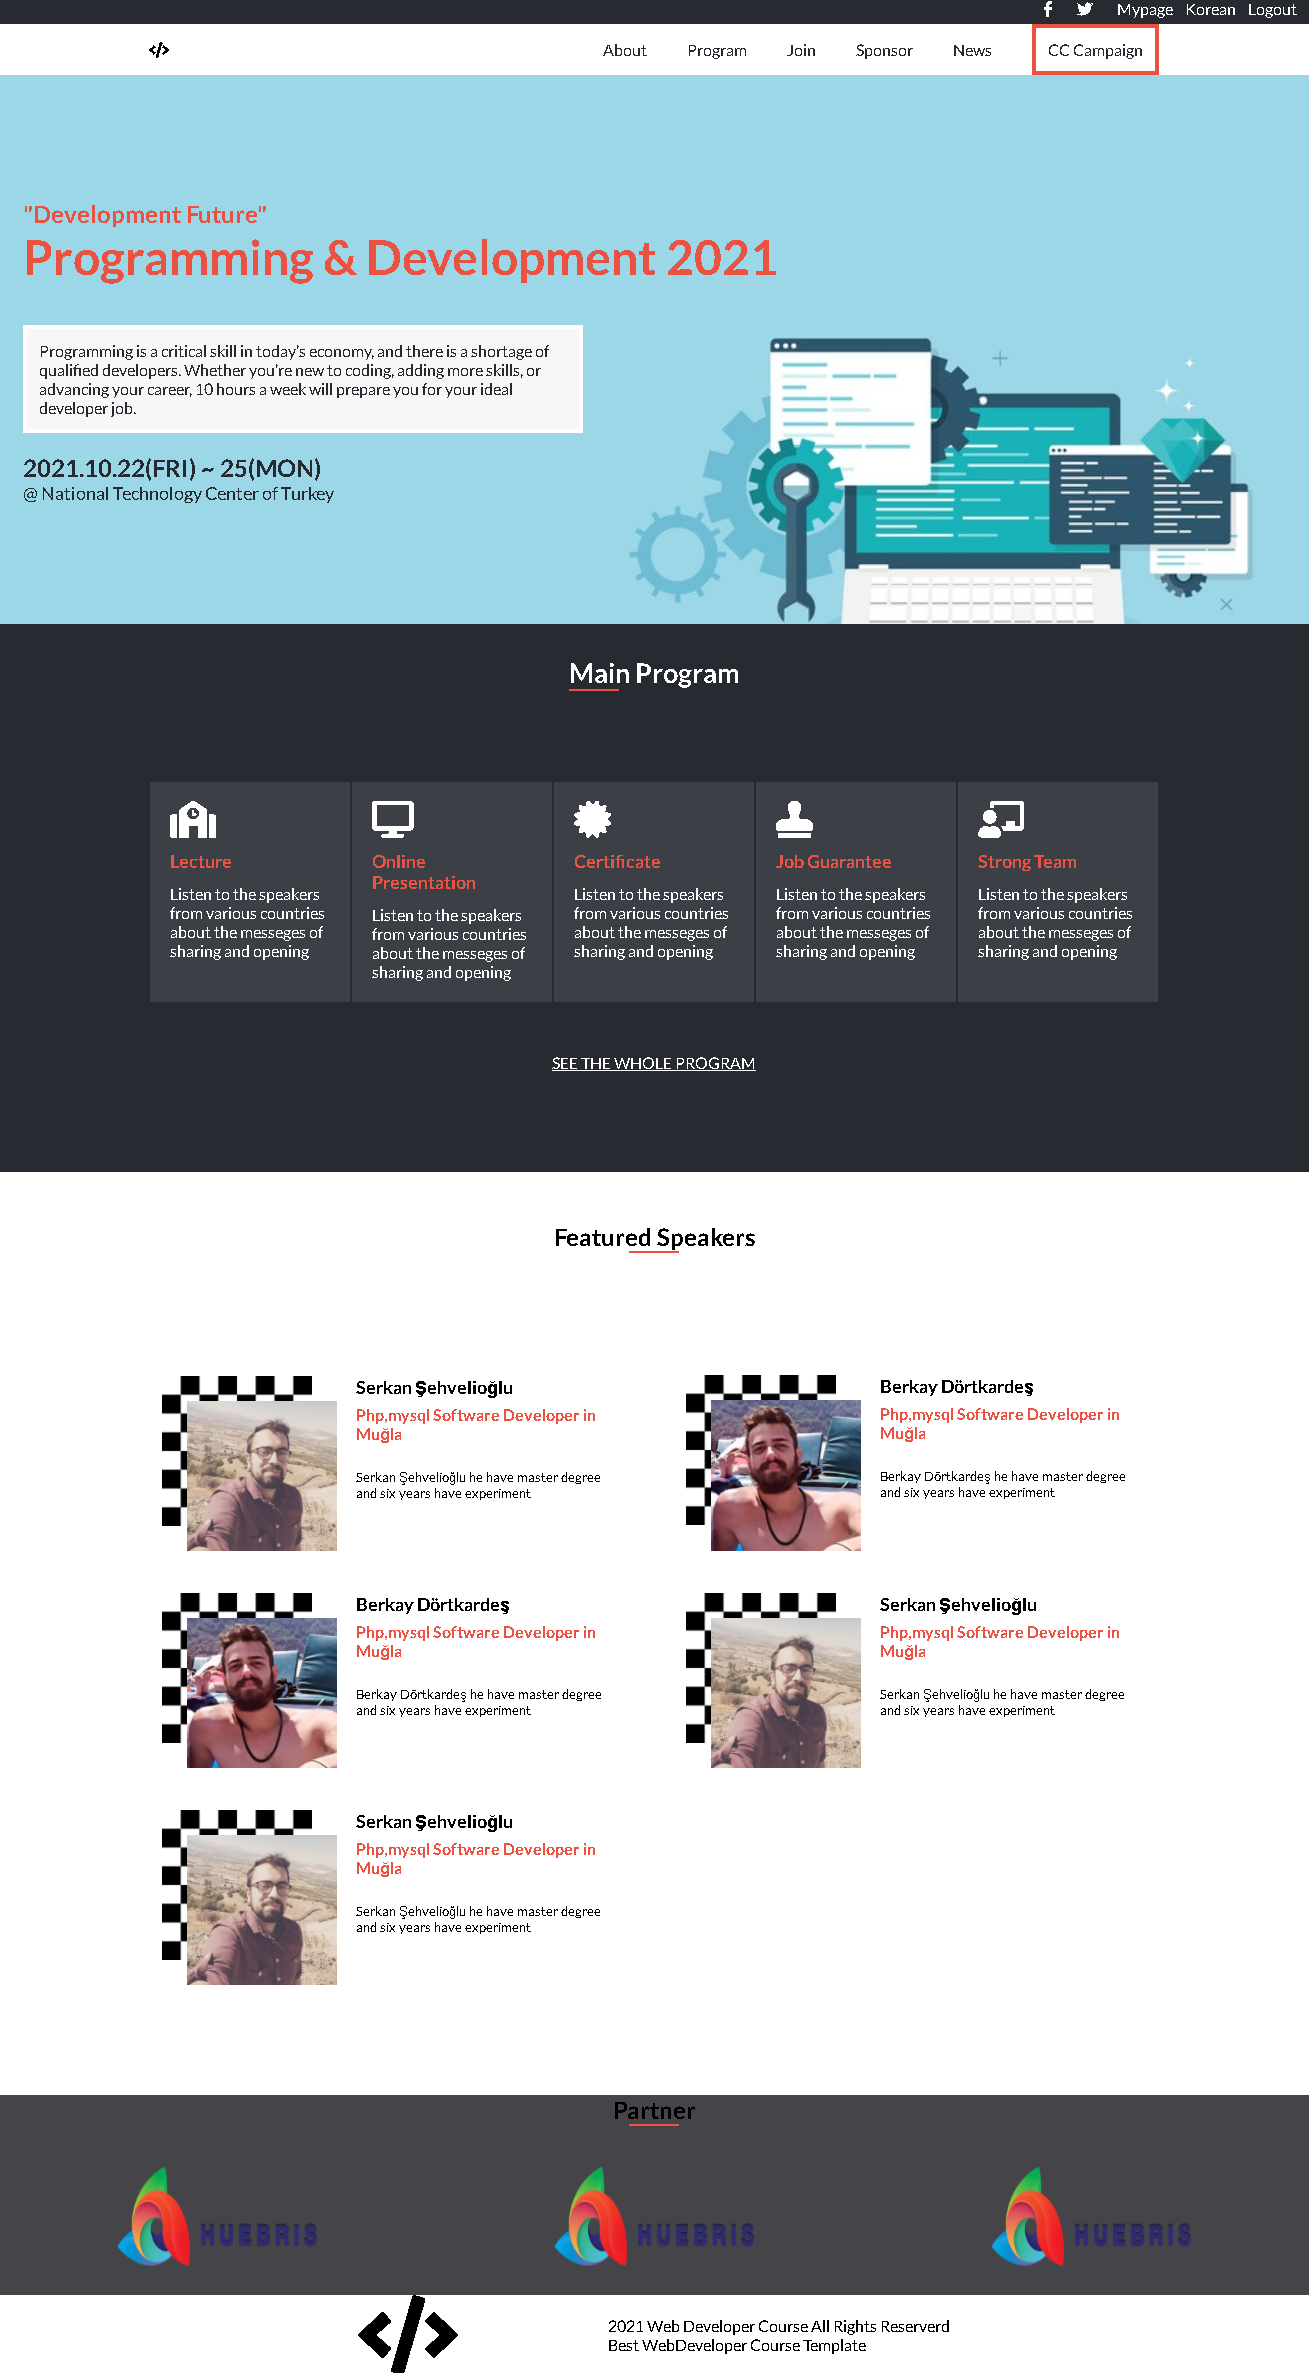 Mypage Korean Logout
About Program Join Sponsor News CC Campaign
"Development Future"
Programming & Development 2021
Programming is a critical skill in today's economy, and there is a shortage of
qualified developers. Whether you're new to coding, adding more skills, or
advancing your career, 10 hours a week will prepare you for your ideal
developer job.
2021.10.22(FRI) ~ 25(MON)
@ National Technology Center of Turkey
Main Program
Lecture
Listen to the speakers
from various countries
about the messeges of
sharing and opening
Online
Presentation
Listen to the speakers
from various countries
about the messeges of
sharing and opening
Certificate
Listen to the speakers
from various countries
about the messeges of
sharing and opening
Job Guarantee
Listen to the speakers
from various countries
about the messeges of
sharing and opening
Strong Team
Listen to the speakers
from various countries
about the messeges of
sharing and opening
SEE THE WHOLE PROGRAM
Featured Speakers
Serkan Şehvelioğlu
Php,mysql Software Developer in
Muğla
Serkan Şehvelioğlu he have master degree
and six years have experiment
Berkay Dörtkardeş
Php,mysql Software Developer in
Muğla
Berkay Dörtkardeş he have master degree
and six years have experiment
Berkay Dörtkardeş
Php,mysql Software Developer in
Muğla
Berkay Dörtkardeş he have master degree
and six years have experiment
Serkan Şehvelioğlu
Php,mysql Software Developer in
Muğla
Serkan Şehvelioğlu he have master degree
and six years have experiment
Serkan Şehvelioğlu
Php,mysql Software Developer in
Muğla
Serkan Şehvelioğlu he have master degree
and six years have experiment
Partner
HUEBRIS
HUEBRIS
HUEBRIS
2021 Web Developer Course All Rights Reserverd
Best WebDeveloper Course Template